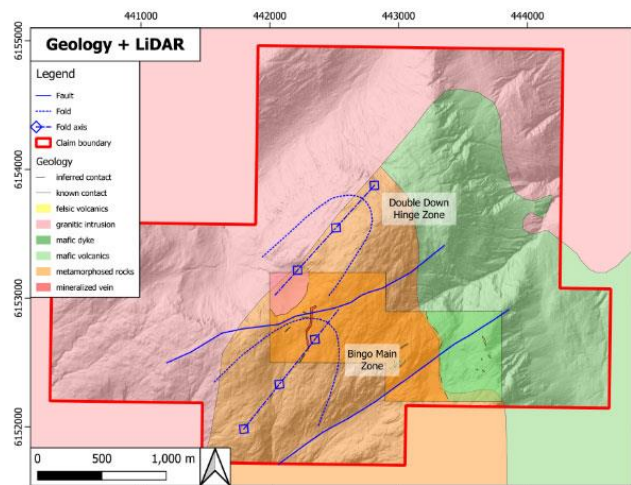 441000
442000
443000
444000
6155000
6154000
6153000
6152000
Geology + LiDAR
Legend
Fault
Fold
Fold axis
Claim boundary
Geology
inferred contact
known contact
felsic volcanics
granitic intrusion
mafic dyke
mafic volcanics
metamorphosed rocks
mineralized vein
Double Down
Hinge Zone
Bingo Main
Zone
0
500
1,000 m